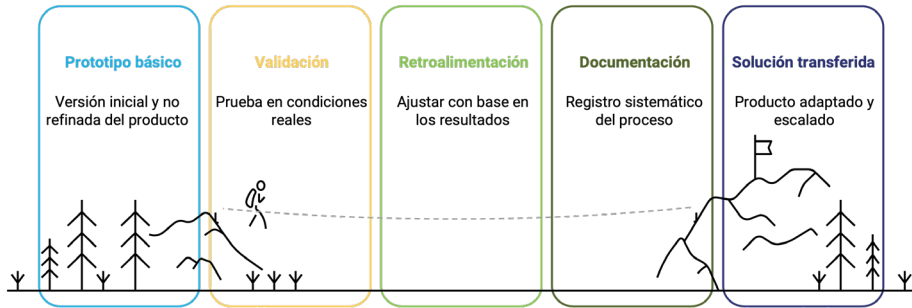 Prototipo básico
Versión inicial y no
refinada del producto
Validación
Prueba en condiciones
reales
Retroalimentación
Ajustar con base en
los resultados
Documentación
Registro sistemático
del proceso
Solución transferida
Producto adaptado y
escalado